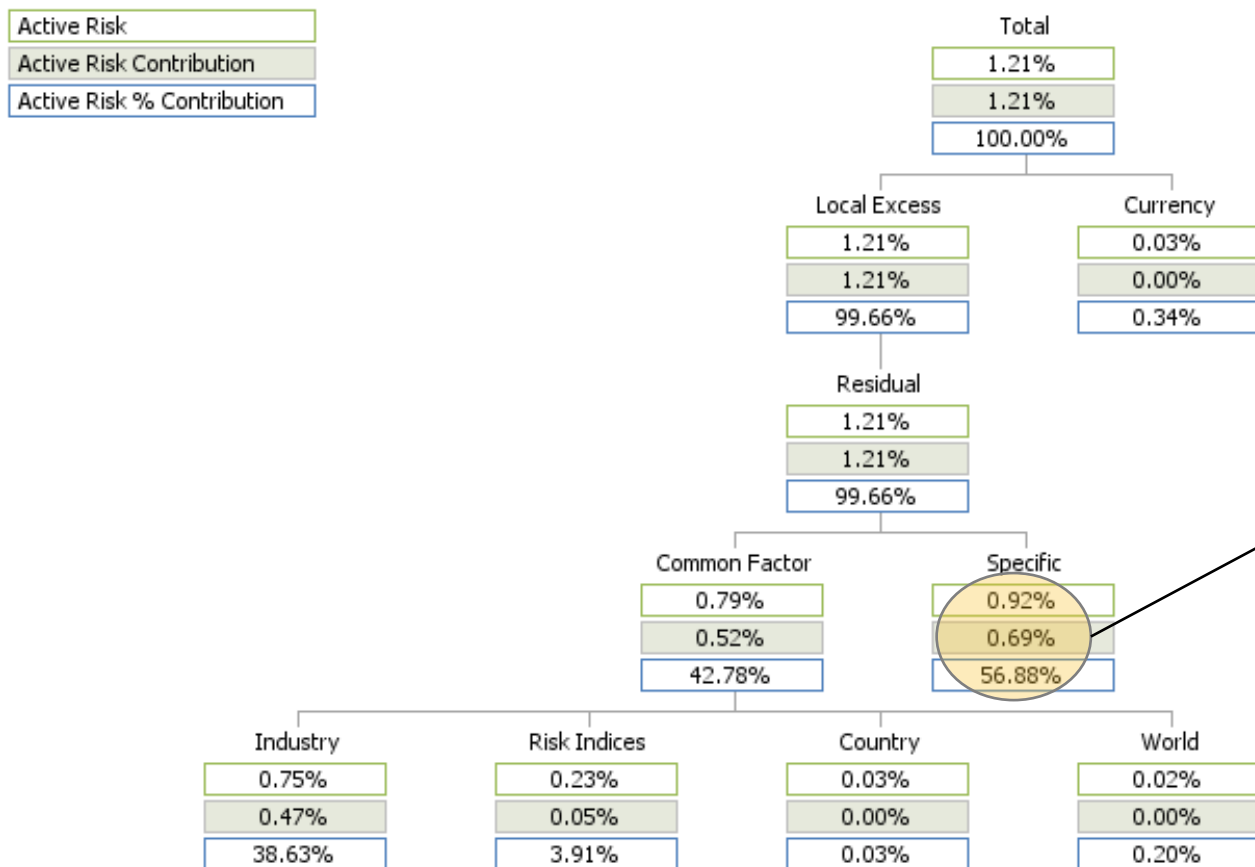 Active Risk
Active Risk Contribution
Active Risk % Contribution
Total
1.21%
1.21%
100.00%
Local Excess
1.21%
1.21%
99.66%
Currency
0.03%
0.00%
0.34%
Residual
1.21%
1.21%
99.66%
Common Factor
0.79%
0.52%
42.78%
Specific
0.92%
0.69%
56.88%
Industry
0.75%
0.47%
38.63%
Risk Indices
0.23%
0.05%
3.91%
Country
0.03%
0.00%
0.03%
World
0.02%
0.00%
0.20%